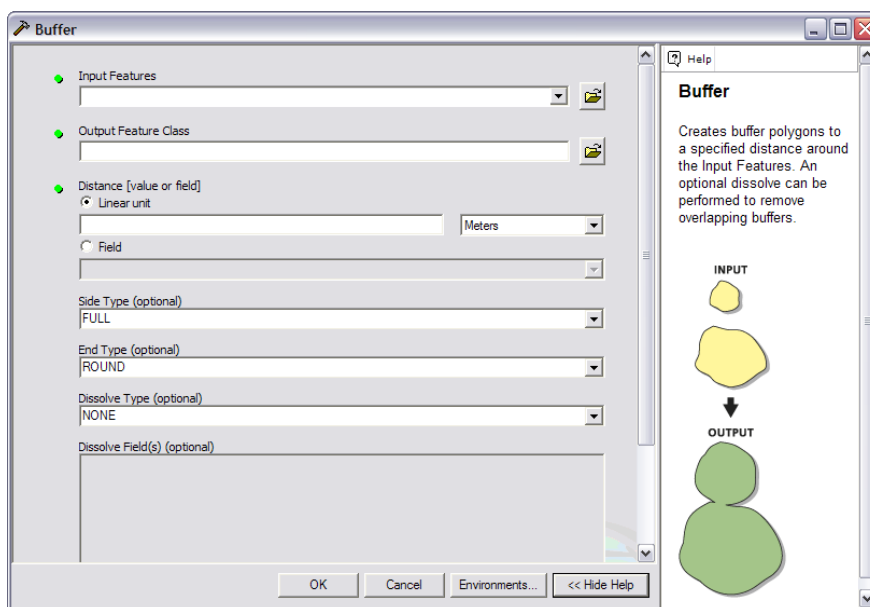 Buffer
Input Features
Output Feature Class
Distance [value or field]
Linear unit
Meters
Field
Side Type (optional)
FULL
End Type (optional)
ROUND
Dissolve Type (optional)
NONE
Dissolve Field(s) (optional)
OK
Cancel
Environments...
<< Hide Help
Help
Buffer
Creates buffer polygons to
a specified distance around
the Input Features. An
optional dissolve can be
performed to remove
overlapping buffers.
INPUT
OUTPUT